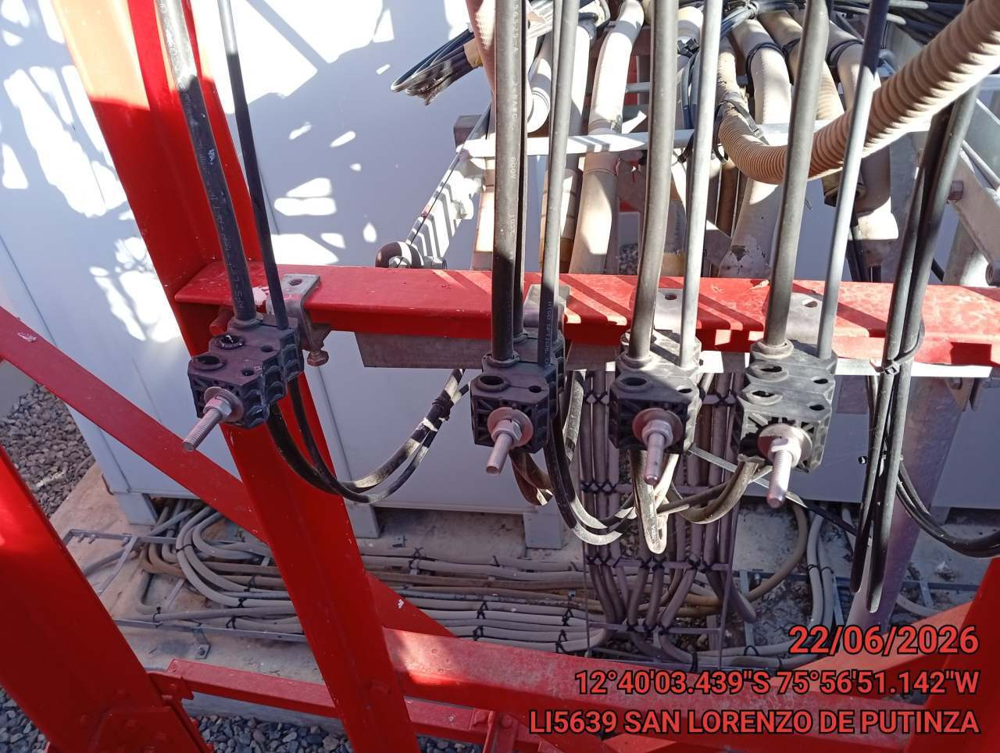 22/06/2026
12°40'03.439"S 75°56'51.142"W
LI5639 SAN LORENZO DE PUTINZA